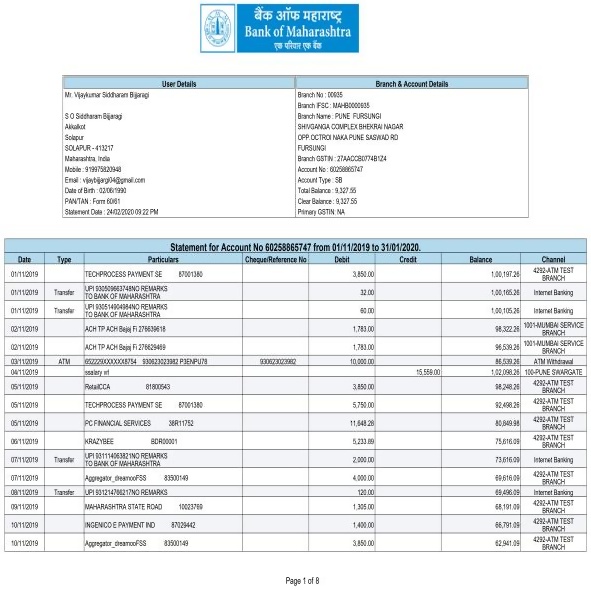 बैंक ऑफ महाराष्ट्र
Bank of Maharashtra
एक परिवार एक बैंक
User Details
Mr. Vijaykumar Siddharam Bijjaragi
S O Siddharam Bijjaragi
Akkalkot
Solapur
SOLAPUR - 413217
Maharashtra, India
Mobile : 919975820948
Email : vijaybijjargi04@gmail.com
Date of Birth : 02/06/1990
PAN/TAN : Form 60/61
Statement Date : 24/02/2020 09:22 PM
Branch & Account Details
Branch No : 00935
Branch IFSC : MAHB0000935
Branch Name : PUNE FURSUNGI
SHIVGANGA COMPLEX BHEKRAI NAGAR
OPP.OCTROI NAKA PUNE SASWAD RD
FURSUNGI
Branch GSTIN : 27AACCB0774B1Z4
Account No : 60258865747
Account Type : SB
Total Balance : 9,327.55
Clear Balance : 9,327.55
Primary GSTIN: NA
Statement for Account No 60258865747 from 01/11/2019 to 31/01/2020.
Date Type Particulars Cheque/Reference No Debit Credit Balance Channel
01/11/2019 TECHPROCESS PAYMENT SE 87001380 3,850.00 1,00,197.26 4292-ATM TEST BRANCH
01/11/2019 Transfer UPI 930509663748NO REMARKS TO BANK OF MAHARASHTRA 32.00 1,00,165.26 Internet Banking
01/11/2019 Transfer UPI 930514904984NO REMARKS TO BANK OF MAHARASHTRA 60.00 1,00,105.26 Internet Banking
02/11/2019 ACH TP ACH Bajaj Fi 276639618 1,783.00 98,322.26 1001-MUMBAI SERVICE BRANCH
02/11/2019 ACH TP ACH Bajaj Fi 276629469 1,783.00 96,539.26 1001-MUMBAI SERVICE BRANCH
03/11/2019 ATM 652229XXXXXX8754 930623023982 P3ENPU78 930623023982 10,000.00 86,539.26 ATM Withdrawal
04/11/2019 ssalary vrt 15,559.00 1,02,098.26 100-PUNE SWARGATE
05/11/2019 RetailCCA 81800543 3,850.00 98,248.26 4292-ATM TEST BRANCH
05/11/2019 TECHPROCESS PAYMENT SE 87001380 5,750.00 92,498.26 4292-ATM TEST BRANCH
05/11/2019 PC FINANCIAL SERVICES 38R11752 11,648.28 80,849.98 4292-ATM TEST BRANCH
06/11/2019 KRAZYBEE BDR00001 5,233.89 75,616.09 4292-ATM TEST BRANCH
07/11/2019 Transfer UPI 931114063821NO REMARKS TO BANK OF MAHARASHTRA 2,000.00 73,616.09 Internet Banking
07/11/2019 Aggregator_dreamooFSS 83500149 4,000.00 69,616.09 4292-ATM TEST BRANCH
08/11/2019 Transfer UPI 931214706217NO REMARKS 120.00 69,496.09 Internet Banking
09/11/2019 MAHARASHTRA STATE ROAD 10023769 1,305.00 68,191.09 4292-ATM TEST BRANCH
10/11/2019 INGENICO E PAYMENT IND 87029442 1,400.00 66,791.09 4292-ATM TEST BRANCH
10/11/2019 Aggregator_dreamooFSS 83500149 3,850.00 62,941.09 4292-ATM TEST BRANCH
Page 1 of 8